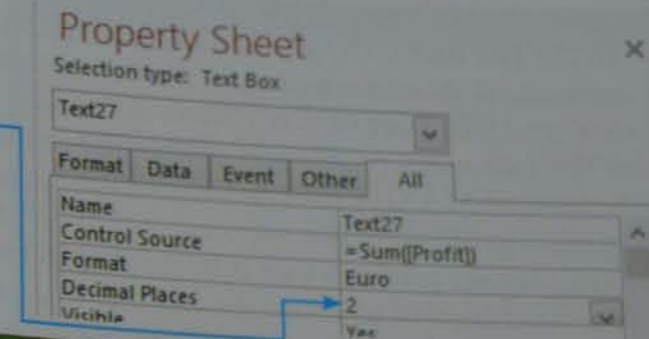 Property Sheet
Selection type: Text Box
Text27
Format Data Event Other All
Name Text27
Control Source =Sum([Profit])
Format Euro
Decimal Places 2
Visible Yes